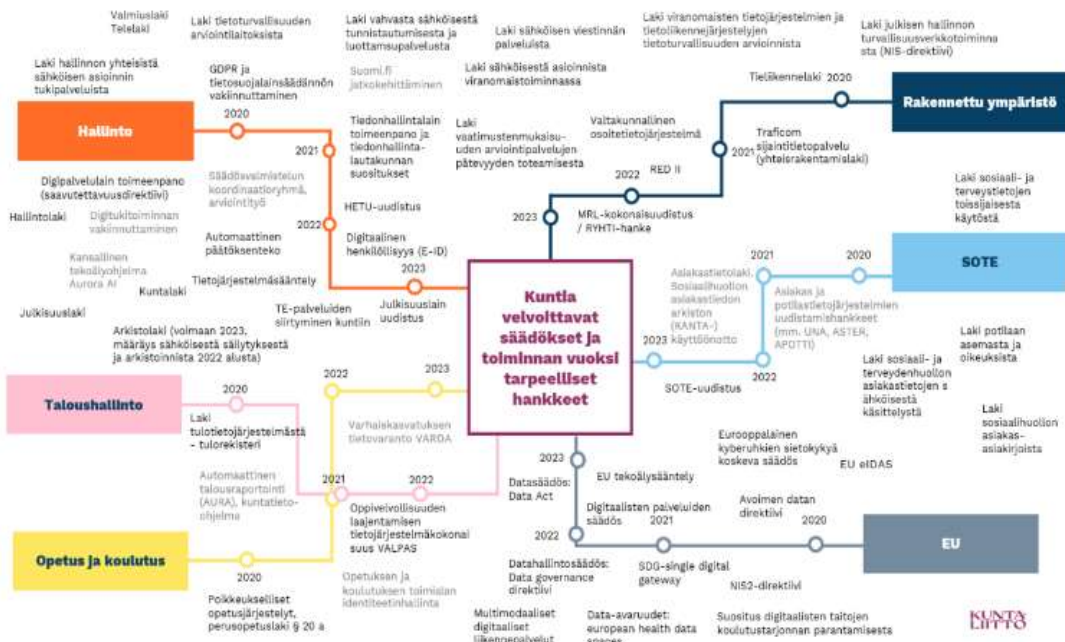 Valmiuslaki
Telelaki
Laki tietoturvallisuuden
arviointilaitoksista
Laki vahvasta sähköisestä
tunnistautumisesta ja
luottamsupalvelusta
Laki sähköisen viestinnän
palveluista
Laki viranomaisten tietojärjestelmien ja
tietoliikennejärjestelyjen
tietoturvallisuuden arvioinnista
Laki julkisen hallinnon
turvallisuusverkkotoiminna
sta (NIS-direktiivi)
Laki hallinnon yhteisistä
sähköisen asioinnin
tukipalveluista
GDPR ja
tietosuojalainsäädännön
vakiinnuttaminen
Suomi.fi
jatkokehittäminen
Laki sähköisestä asioinnista
viranomaistoiminnassa
Tieliikennelaki
2020
Hallinto
2020
2021
Tiedonhallintalain
toimeenpano ja
tiedonhallinta-
lautakunnan
suositukset
Laki
vaatimustenmukaisu-
uden arviointipalvelujen
pätevyyden toteamisesta
Valtakunnallinen
osoitetietojärjestelmä
2021
Traficom
sijaintitietopalvelu
(yhteisrakentamislaki)
Rakennettu ympäristö
Digipalvelulain toimeenpano
(saavutettavuusdirektiivi)
Säädösvalmistelun
koordinaatioryhmä,
arviointityö
HETU-uudistus
2022
RED II
2023
MRL-kokonaisuudistus
/ RYHTI-hanke
Laki sosiaali- ja
terveystietojen
toissijaisesta
käytöstä
Hallintolaki
Digitukitoiminnan
vakiinnuttaminen
2022
Automaattinen
päätöksenteko
Digitaalinen
henkilöllisyys (E-ID)
Kansallinen
tekoälyohjelma
Aurora AI
Kuntalaki
Tietojärjestelmäsääntely
2023
Julkisuuslaki
TE-palveluiden
siirtyminen kuntiin
Julkisuuslain
uudistus
Arkistolaki (voimaan 2023,
määräys sähköisestä säilytyksestä
ja arkistoinnista 2022 alusta)
Kuntia
velvoittavat
säädökset ja
toiminnan vuoksi
tarpeelliset
hankkeet
Asiakastietolaki.
Sosiaalihuollon
asiakastiedon
arkiston
(KANTA-)
käyttöönotto
2021
2020
SOTE
Asiakas ja
potilastietojärjestelmien
uudistamishankkeet
(mm. UNA, ASTER,
APOTTI)
2023
SOTE-uudistus
2022
Laki potilaan
asemasta ja
oikeuksista
Laki sosiaali- ja
terveydenhuollon
asiakastietojen s
ähköisestä
käsittelystä
Laki
sosiaalihuollon
asiakas-
asiakirjoista
Taloushallinto
2020
Laki
tulotietojärjestelmästä
- tulorekisteri
2022
2023
Varhaiskasvatuksen
tietovaranto VARDA
Automaattinen
talousraportointi
(AURA), kuntatieto-
ohjelma
2021
2022
Oppivelvollisuuden
laajentamisen
tietojärjestelmäkokonai
suus VALPAS
Opetus ja koulutus
2020
Poikkeukselliset
opetusjärjestelyt,
perusopetuslaki § 20 a
Opetuksen ja
koulutuksen toimialan
identiteetinhallinta
Eurooppalainen
kyberuhkien sietokykyä
koskeva säädös
EU eIDAS
2023
EU tekoälysääntely
Datasäädös:
Data Act
Digitaalisten palveluiden
säädös
Avoimen datan
direktiivi
2022
2021
2020
EU
Datahallintosäädös:
Data governance
direktiivi
SDG-single digital
gateway
NIS2-direktiivi
Multimodaaliset
digitaaliset
liikennepalvelut
Data-avaruudet:
european health data
spaces
Suositus digitaalisten taitojen
koulutustarjonnan parantamisesta
KUNTA
LIITTO